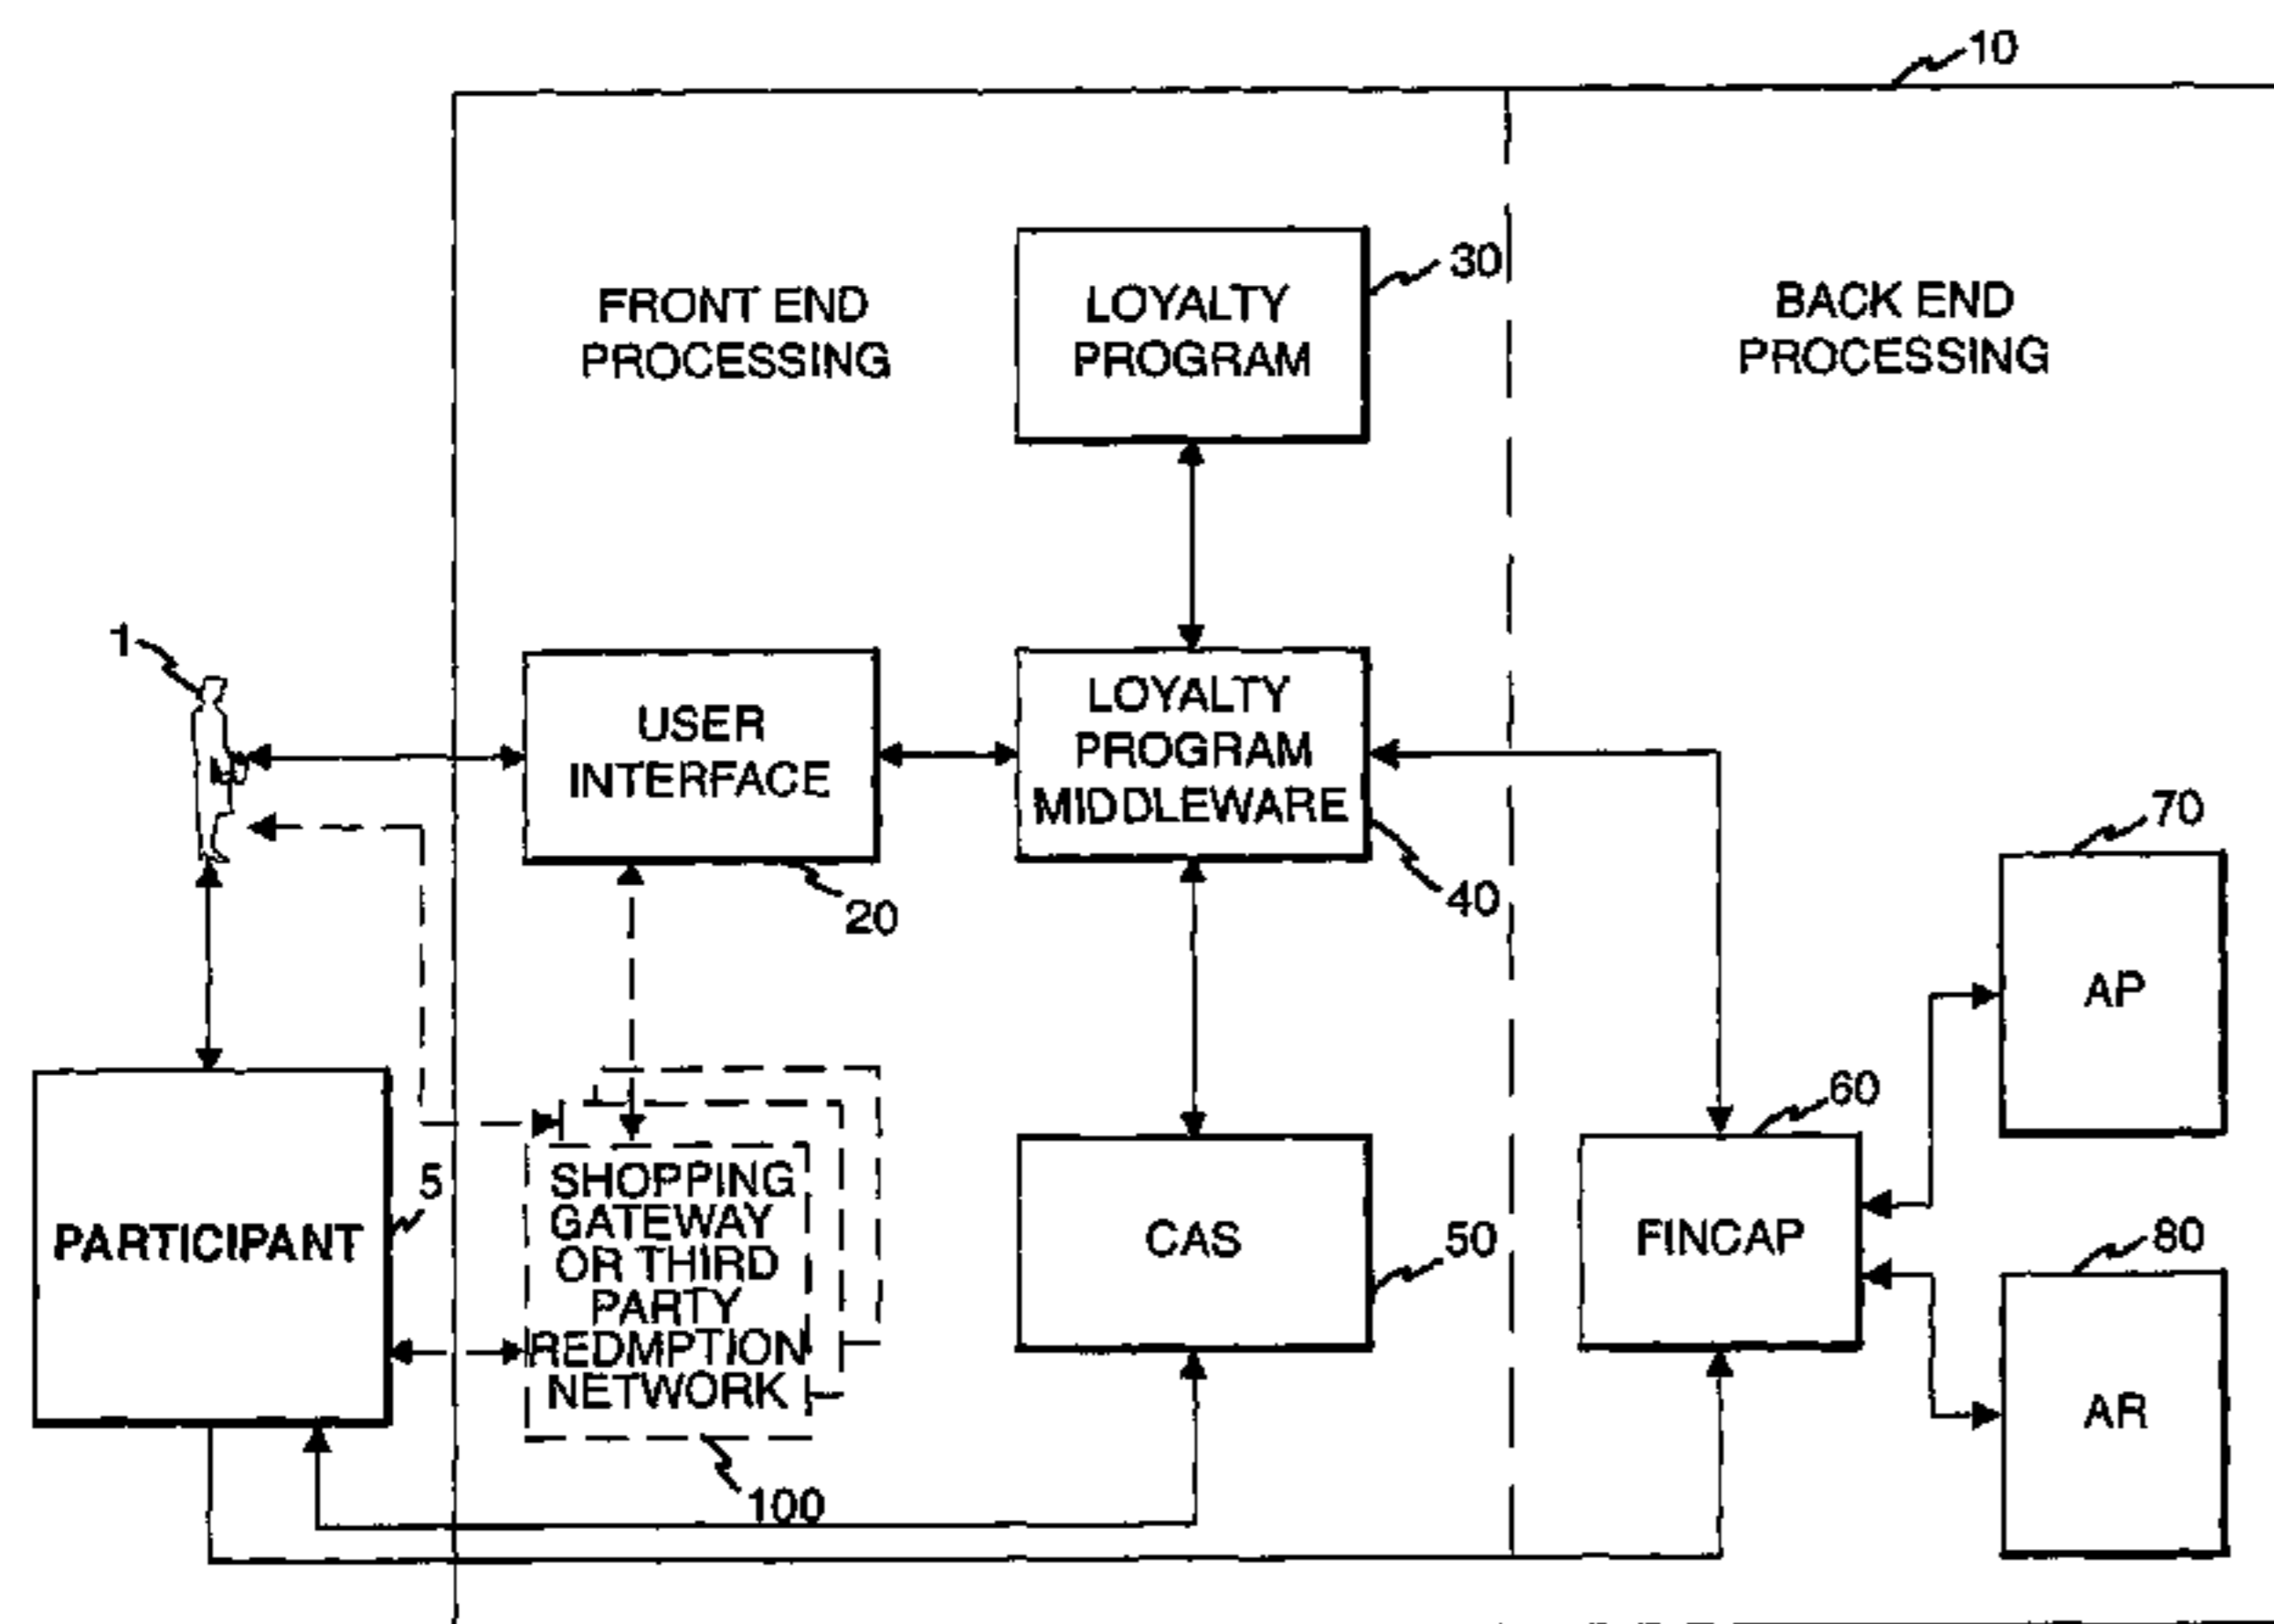 10
FRONT END
PROCESSING
LOYALTY
PROGRAM
30
BACK END
PROCESSING
1
USER
INTERFACE
20
LOYALTY
PROGRAM
MIDDLEWARE
40
70
AP
PARTICIPANT
5
SHOPPING
GATEWAY
OR THIRD
PARTY
REDMPTION
NETWORK
100
CAS
50
60
FINCAP
80
AR